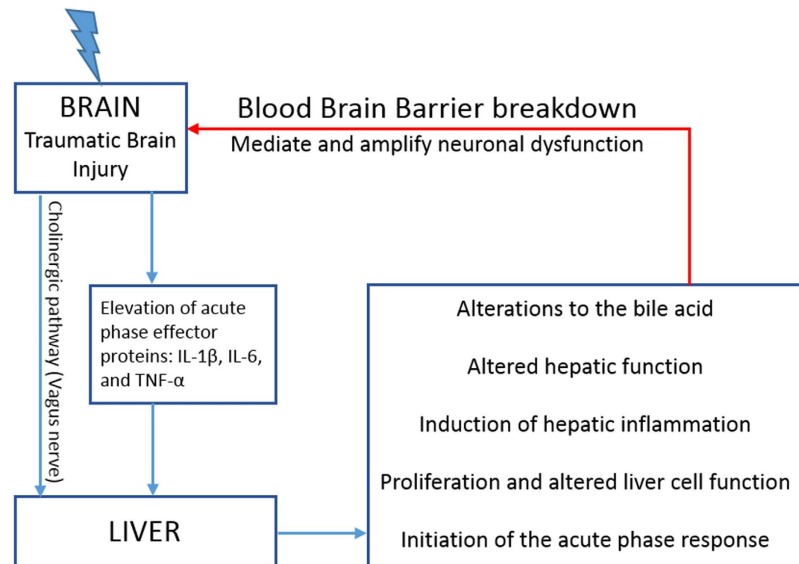 BRAIN
Traumatic Brain
Injury
Blood Brain Barrier breakdown
Mediate and amplify neuronal dysfunction
Cholinergic pathway (Vagus nerve)
Elevation of acute
phase effector
proteins: IL-1β, IL-6,
and TNF-α
LIVER
Alterations to the bile acid
Altered hepatic function
Induction of hepatic inflammation
Proliferation and altered liver cell function
Initiation of the acute phase response